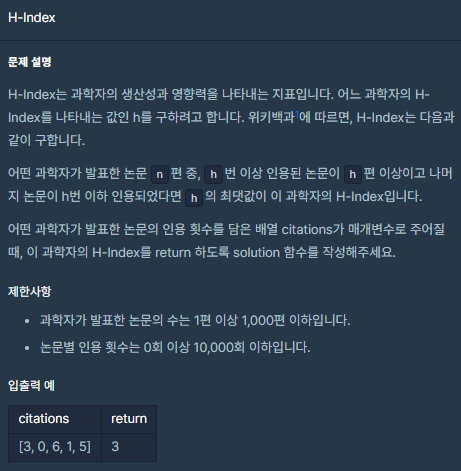 H-Index
문제 설명
H-Index는 과학자의 생산성과 영향력을 나타내는 지표입니다. 어느 과학자의 H-
Index를 나타내는 값인 h를 구하려고 합니다. 위키백과1에 따르면, H-Index는 다음과
같이 구합니다.
어떤 과학자가 발표한 논문 n 편 중, h 번 이상 인용된 논문이 h 편 이상이고 나머
지 논문이 h번 이하 인용되었다면 h 의 최댓값이 이 과학자의 H-Index입니다.
어떤 과학자가 발표한 논문의 인용 횟수를 담은 배열 citations가 매개변수로 주어질
때, 이 과학자의 H-Index를 return 하도록 solution 함수를 작성해주세요.
제한사항
• 과학자가 발표한 논문의 수는 1편 이상 1,000편 이하입니다.
• 논문별 인용 횟수는 0회 이상 10,000회 이하입니다.
입출력 예
citations return
[3, 0, 6, 1, 5] 3